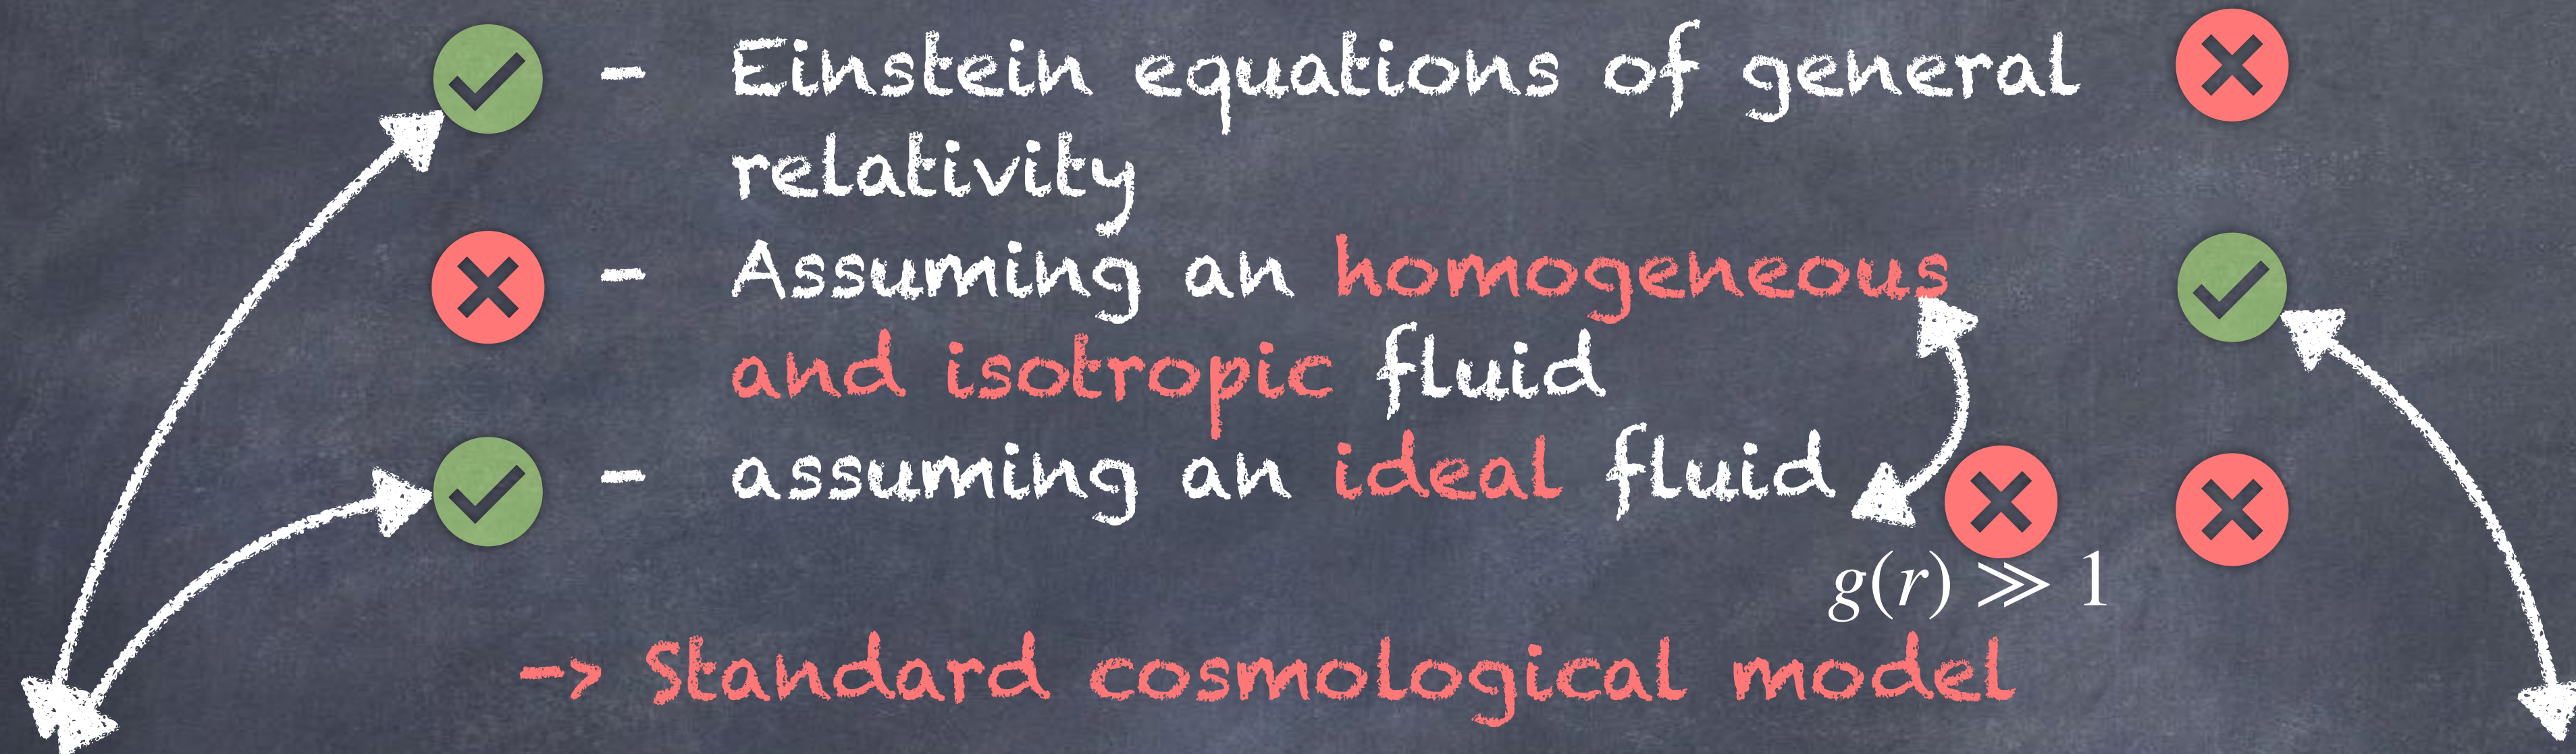 - Einstein equations of general
relativity
- Assuming an homogeneous
and isotropic fluid
- assuming an ideal fluid
g(r) ≫ 1
-> Standard cosmological model